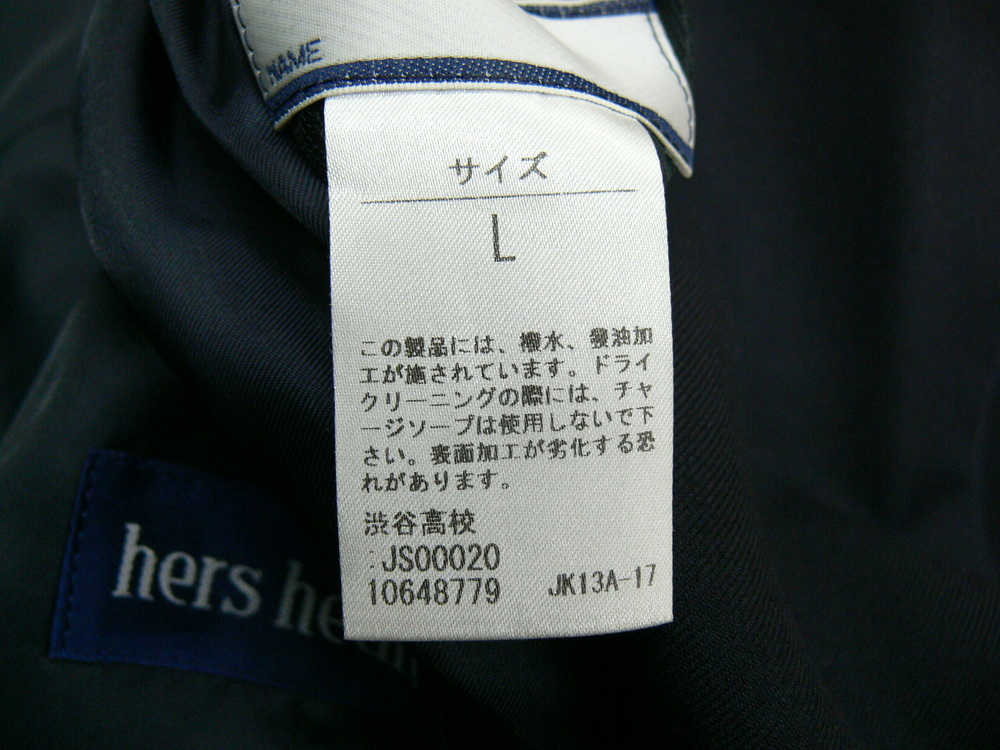 NAME
サイズ
L
この製品には、撥水、撥油加
工が施されています。ドライ
クリーニングの際には、チャ
ージソープは使用しないで下
さい。表面加工が劣化する恐
れがあります。
渋谷高校
:JS00020
10648779 JK13A-17
hers